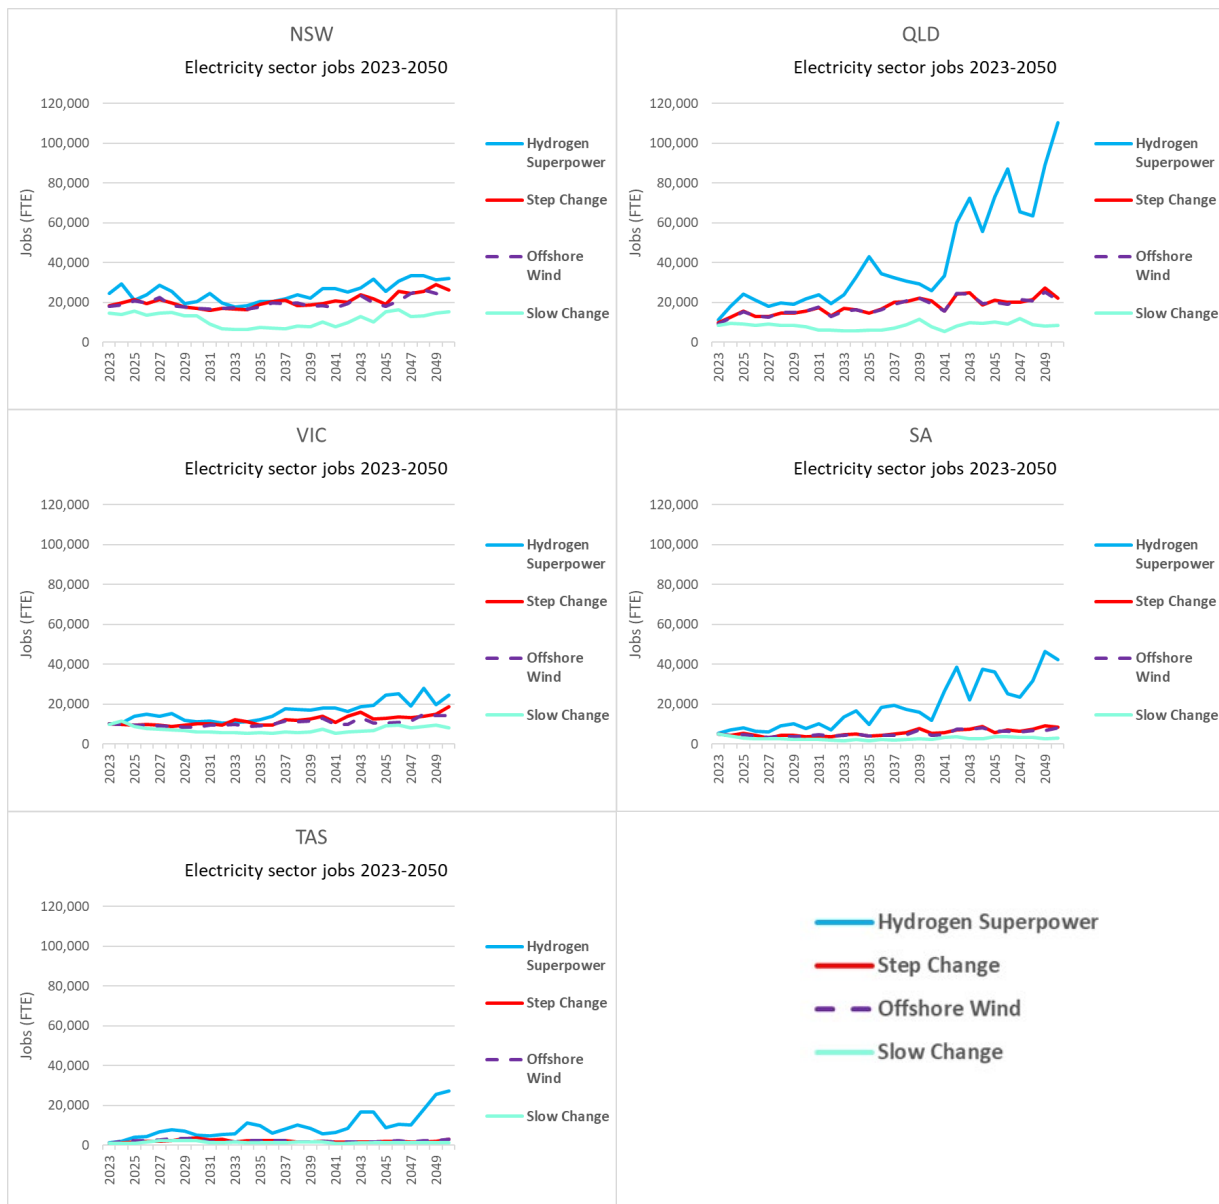 NSW
Electricity sector jobs 2023-2050
120,000
100,000
80,000
60,000
40,000
20,000
0
Jobs (FTE)
2023
2025
2027
2029
2031
2033
2035
2037
2039
2041
2043
2045
2047
2049
Hydrogen
Superpower
Step Change
Offshore
Wind
Slow Change
QLD
Electricity sector jobs 2023-2050
120,000
100,000
80,000
60,000
40,000
20,000
0
Jobs (FTE)
2023
2025
2027
2029
2031
2033
2035
2037
2039
2041
2043
2045
2047
2049
Hydrogen
Superpower
Step Change
Offshore
Wind
Slow Change
VIC
Electricity sector jobs 2023-2050
120,000
100,000
80,000
60,000
40,000
20,000
0
Jobs (FTE)
2023
2025
2027
2029
2031
2033
2035
2037
2039
2041
2043
2045
2047
2049
Hydrogen
Superpower
Step Change
Offshore
Wind
Slow Change
SA
Electricity sector jobs 2023-2050
120,000
100,000
80,000
60,000
40,000
20,000
0
Jobs (FTE)
2023
2025
2027
2029
2031
2033
2035
2037
2039
2041
2043
2045
2047
2049
Hydrogen
Superpower
Step Change
Offshore
Wind
Slow Change
TAS
Electricity sector jobs 2023-2050
120,000
100,000
80,000
60,000
40,000
20,000
0
Jobs (FTE)
2023
2025
2027
2029
2031
2033
2035
2037
2039
2041
2043
2045
2047
2049
Hydrogen
Superpower
Step Change
Offshore
Wind
Slow Change
Hydrogen Superpower
Step Change
Offshore Wind
Slow Change